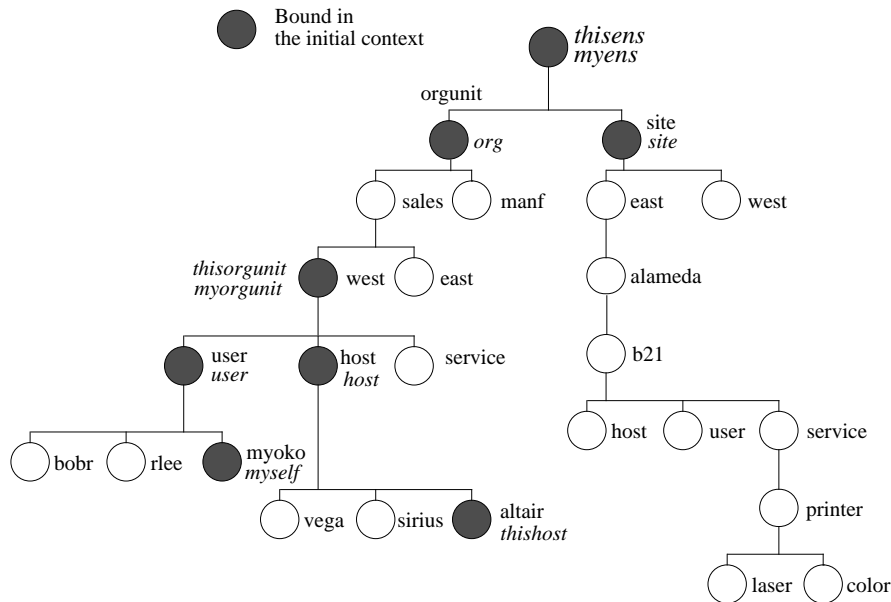 Bound in
the initial context
thisens
myens
orgunit
org
site
site
sales
manf
east
west
thisorgunit
myorgunit
west
east
alameda
user
user
host
host
service
b21
bobr
rlee
myoko
myself
host
user
service
vega
sirius
altair
thishost
printer
laser
color